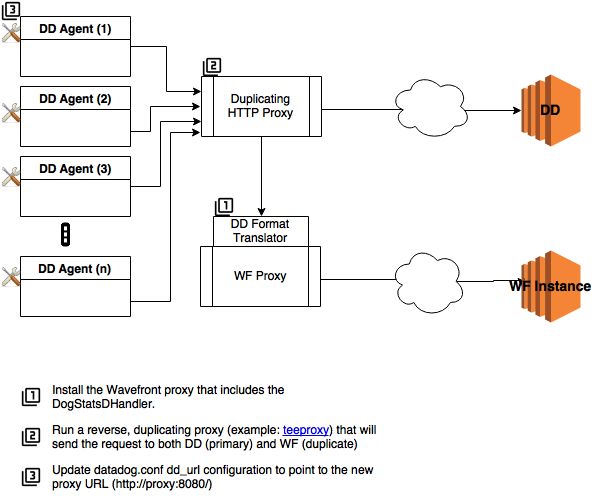 3
DD Agent (1)
DD Agent (2)
DD Agent (3)
DD Agent (n)
2
Duplicating
HTTP Proxy
DD
1
DD Format
Translator
WF Proxy
WF Instance
1
Install the Wavefront proxy that includes the
DogStatsDHandler.
2
Run a reverse, duplicating proxy (example: teeproxy) that will
send the request to both DD (primary) and WF (duplicate)
3
Update datadog.conf dd_url configuration to point to the new
proxy URL (http://proxy:8080/)